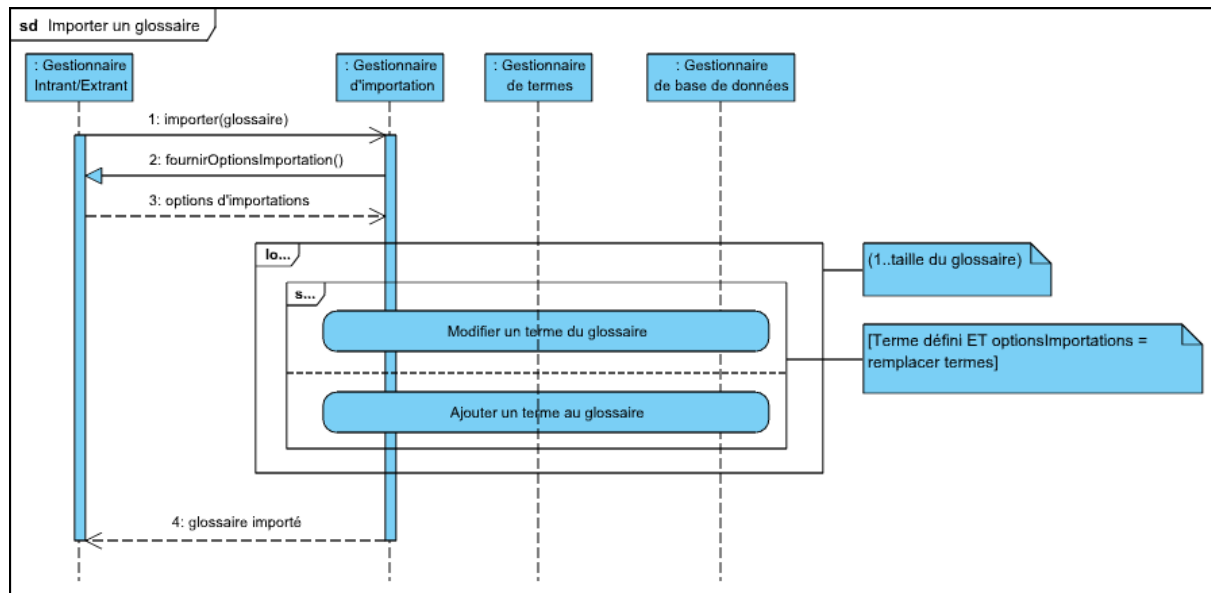 sd Importer un glossaire
: Gestionnaire
Intrant/Extrant
: Gestionnaire
d'importation
: Gestionnaire
de termes
: Gestionnaire
de base de données
1: importer(glossaire)
2: fournirOptionsImportation()
3: options d'importations
lo...
(1..taille du glossaire)
s...
Modifier un terme du glossaire
[Terme défini ET optionsImportations =
remplacer termes]
Ajouter un terme au glossaire
4: glossaire importé